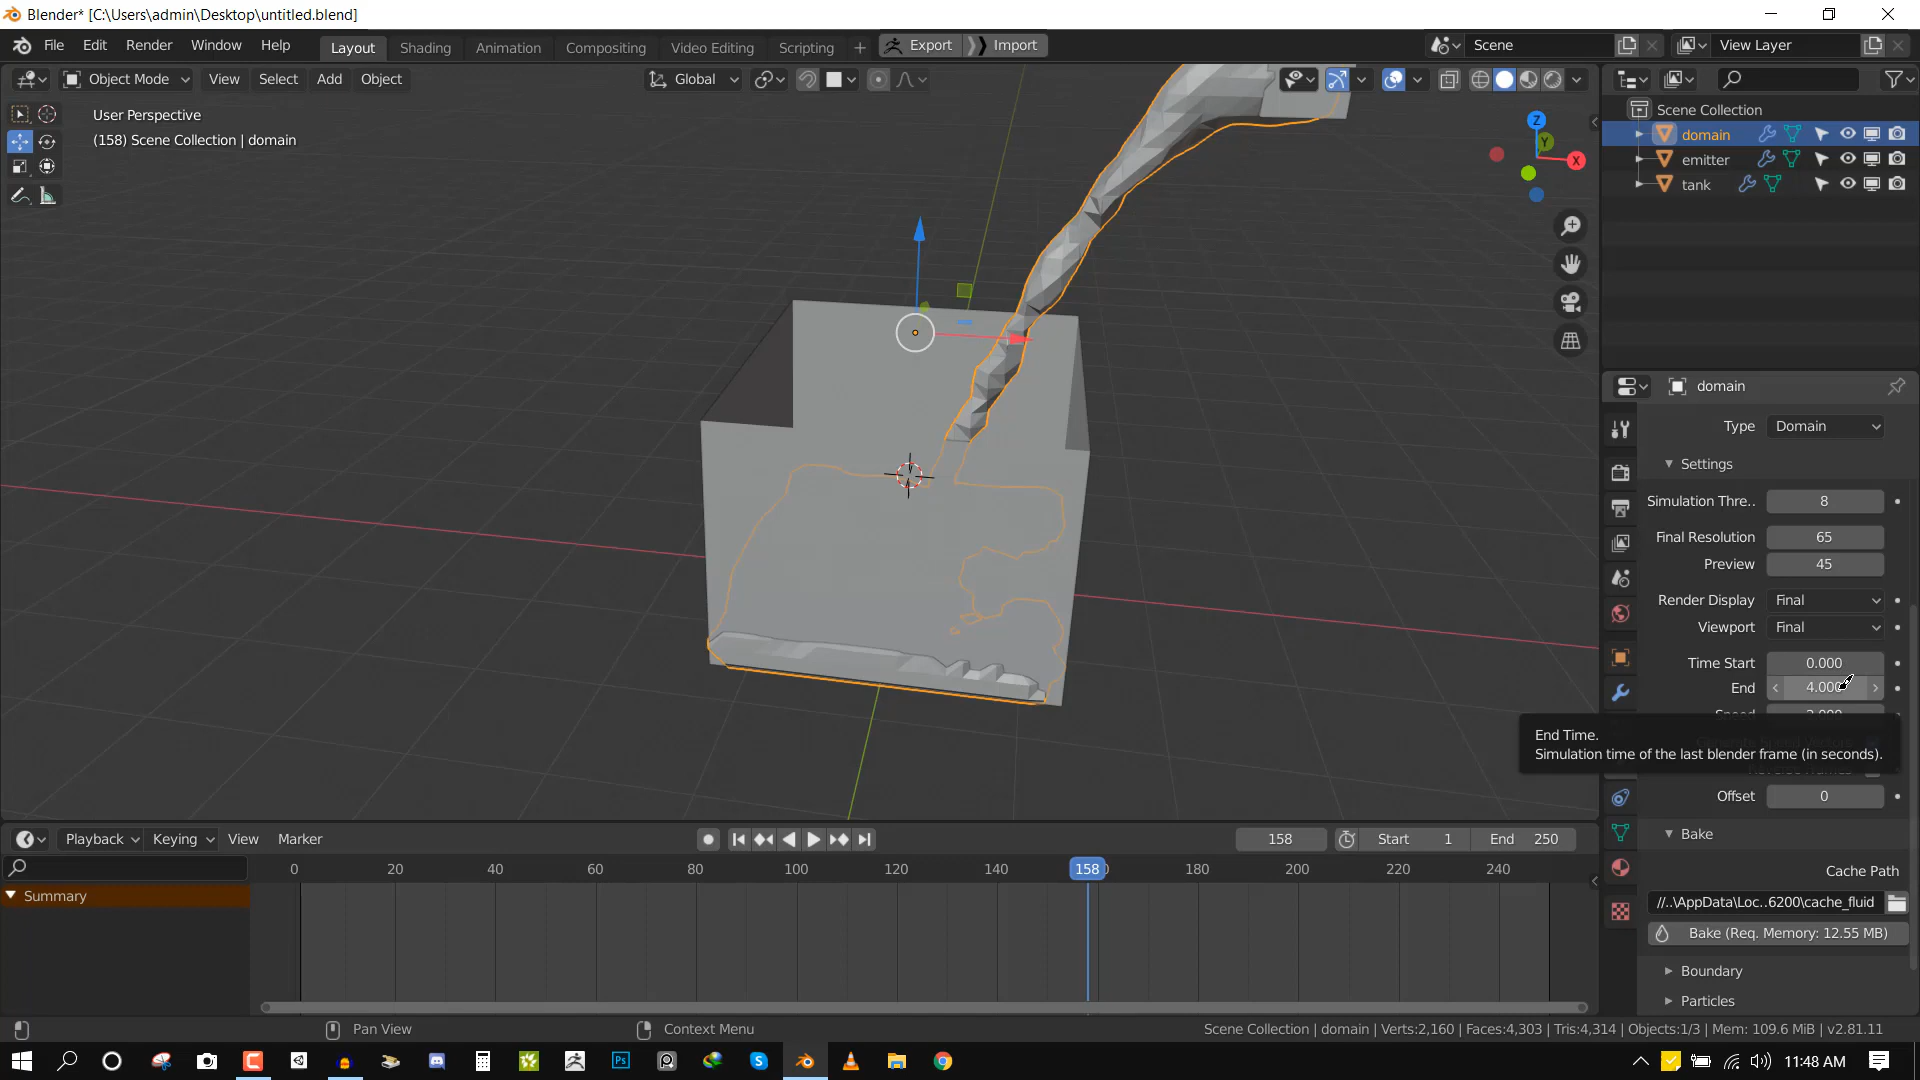 Blender* [C:\Users\admin\Desktop\untitled.blend]
File Edit Render Window Help Layout Shading Animation Compositing Video Editing Scripting + Export Import Scene View Layer
Object Mode View Select Add Object Global
User Perspective
(158) Scene Collection | domain
Z
Y
X
Scene Collection
domain
emitter
tank
domain
Type Domain
Settings
Simulation Thre.. 8
Final Resolution 65
Preview 45
Render Display Final
Viewport Final
Time Start 0.000
End 4.000
End Time.
Simulation time of the last blender frame (in seconds).
Offset 0
Bake
Cache Path
//..\AppData\Loc..6200\cache_fluid
Bake (Req. Memory: 12.55 MB)
Boundary
Particles
Playback Keying View Marker 158 Start 1 End 250
0 20 40 60 80 100 120 140 158 180 200 220 240
Summary
Pan View Context Menu Scene Collection | domain | Verts:2,160 | Faces:4,303 | Tris:4,314 | Objects:1/3 | Mem: 109.6 MiB | v2.81.11
Ps 11:48 AM